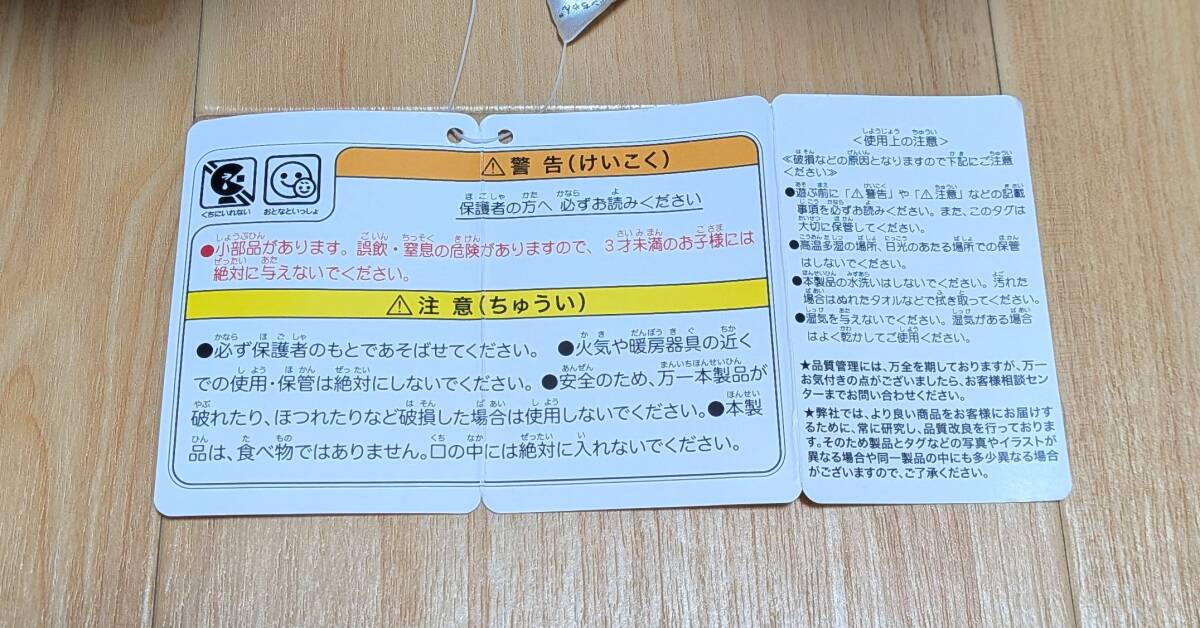 ンちゃん
くちにいれない
おとなといっしょ
⚠警告(けいこく)
保護者の方へ 必ずお読みください
●小部品があります。誤飲・窒息の危険がありますので、3才未満のお子様には
絶対に与えないでください。
⚠注意(ちゅうい)
●必ず保護者のもとであそばせてください。 ●火気や暖房器具の近く
での使用・保管は絶対にしないでください。●安全のため、万一本製品が
破れたり、ほつれたりなど破損した場合は使用しないでください。●本製
品は、食べ物ではありません。口の中には絶対に入れないでください。
<使用上の注意>
≪破損などの原因となりますので下記にご注意
ください≫
●遊ぶ前に「⚠警告」や「⚠注意」などの記載
事項を必ずお読みください。また、このタグは
大切に保管してください。
●高温多湿の場所、日光のあたる場所での保管
はしないでください。
●本製品の水洗いはしないでください。汚れた
場合はぬれたタオルなどで拭き取ってください。
●湿気を与えないでください。湿気がある場合
はよく乾かしてご使用ください。
★品質管理には、万全を期しておりますが、万一
お気付きの点がございましたら、お客様相談セン
ターまでお問い合わせください。
★弊社では、より良い商品をお客様にお届けす
るために、常に研究し、品質改良を行っておりま
す。そのため製品とタグなどの写真やイラストが
異なる場合や同一製品の中にも多少異なる場合
がございますので、ご了承ください。